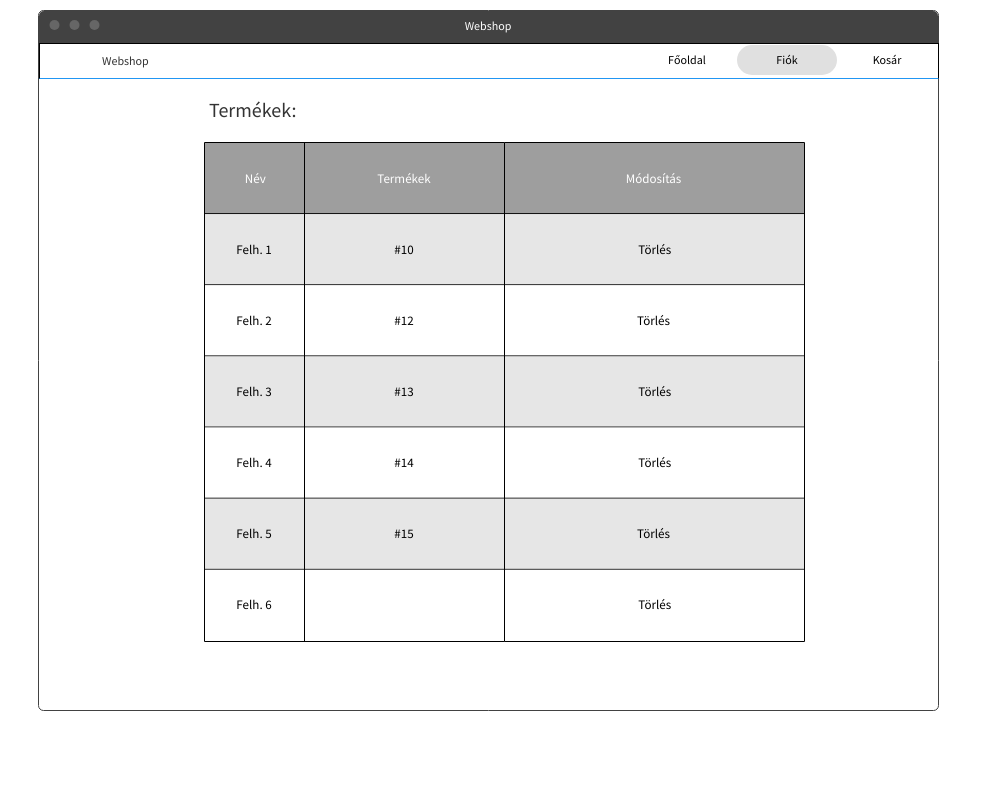 Webshop
Webshop Főoldal Fiók Kosár
Termékek:
Név Termékek Módosítás
Felh. 1 #10 Törlés
Felh. 2 #12 Törlés
Felh. 3 #13 Törlés
Felh. 4 #14 Törlés
Felh. 5 #15 Törlés
Felh. 6 Törlés